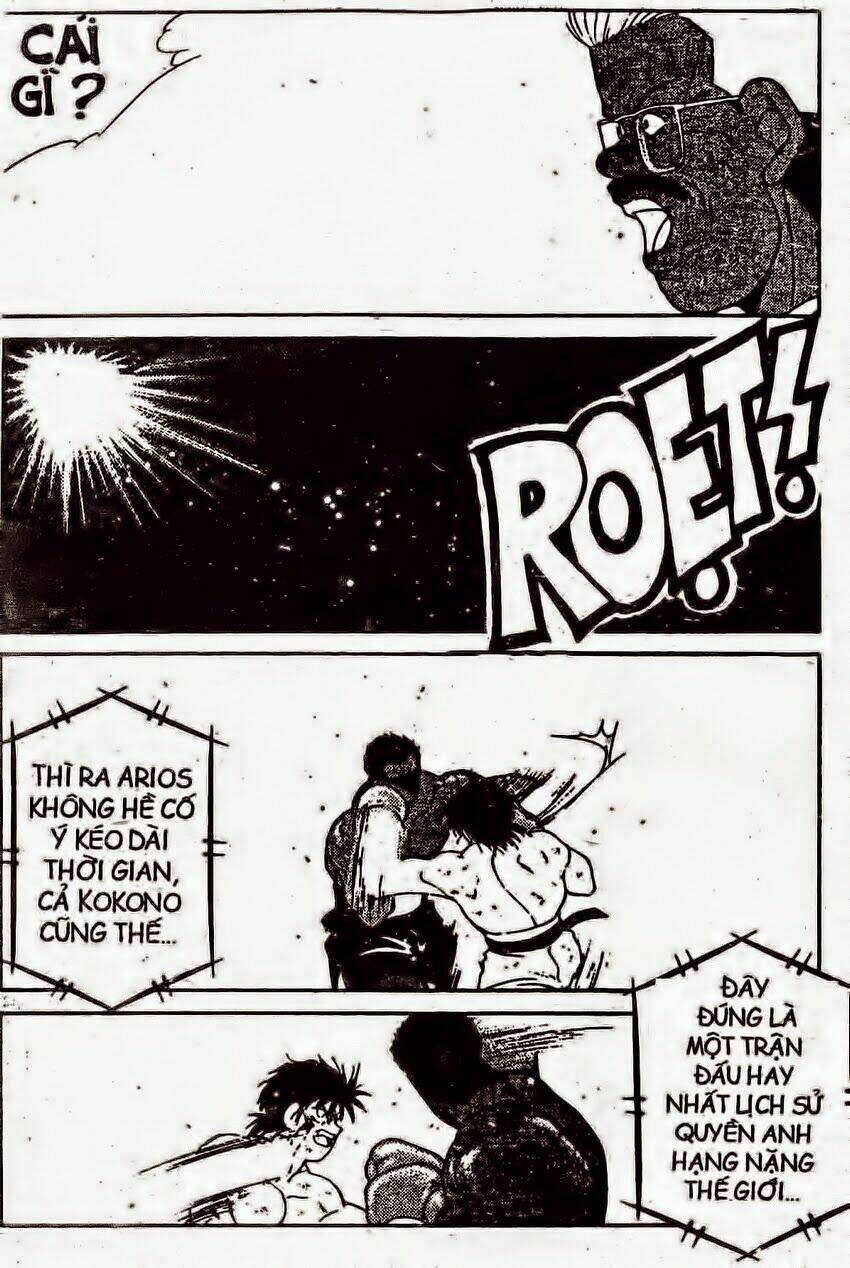 CÁI
GÌ?
ROẸT!
THÌ RA ARIOS
KHÔNG HỀ CỐ
Ý KÉO DÀI
THỜI GIAN,
CẢ KOKONO
CŨNG THẾ...
ĐÂY
ĐÚNG LÀ
MỘT TRẬN
ĐẤU HAY
NHẤT LỊCH SỬ
QUYỀN ANH
HẠNG NẶNG
THẾ GIỚI...